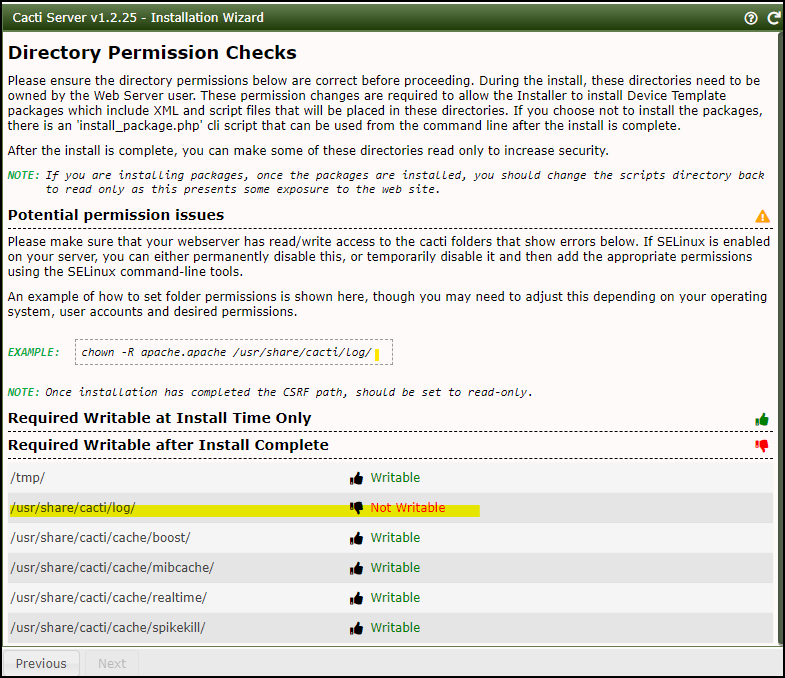 Cacti Server v1.2.25 - Installation Wizard
Directory Permission Checks
Please ensure the directory permissions below are correct before proceeding. During the install, these directories need to be
owned by the Web Server user. These permission changes are required to allow the Installer to install Device Template
packages which include XML and script files that will be placed in these directories. If you choose not to install the packages,
there is an 'install_package.php' cli script that can be used from the command line after the install is complete.
After the install is complete, you can make some of these directories read only to increase security.
NOTE: If you are installing packages, once the packages are installed, you should change the scripts directory back
to read only as this presents some exposure to the web site.
Potential permission issues
Please make sure that your webserver has read/write access to the cacti folders that show errors below. If SELinux is enabled
on your server, you can either permanently disable this, or temporarily disable it and then add the appropriate permissions
using the SELinux command-line tools.
An example of how to set folder permissions is shown here, though you may need to adjust this depending on your operating
system, user accounts and desired permissions.
EXAMPLE: chown -R apache.apache /usr/share/cacti/log/
NOTE: Once installation has completed the CSRF path, should be set to read-only.
Required Writable at Install Time Only
Required Writable after Install Complete
/tmp/ Writable
/usr/share/cacti/log/ Not Writable
/usr/share/cacti/cache/boost/ Writable
/usr/share/cacti/cache/mibcache/ Writable
/usr/share/cacti/cache/realtime/ Writable
/usr/share/cacti/cache/spikekill/ Writable
Previous Next